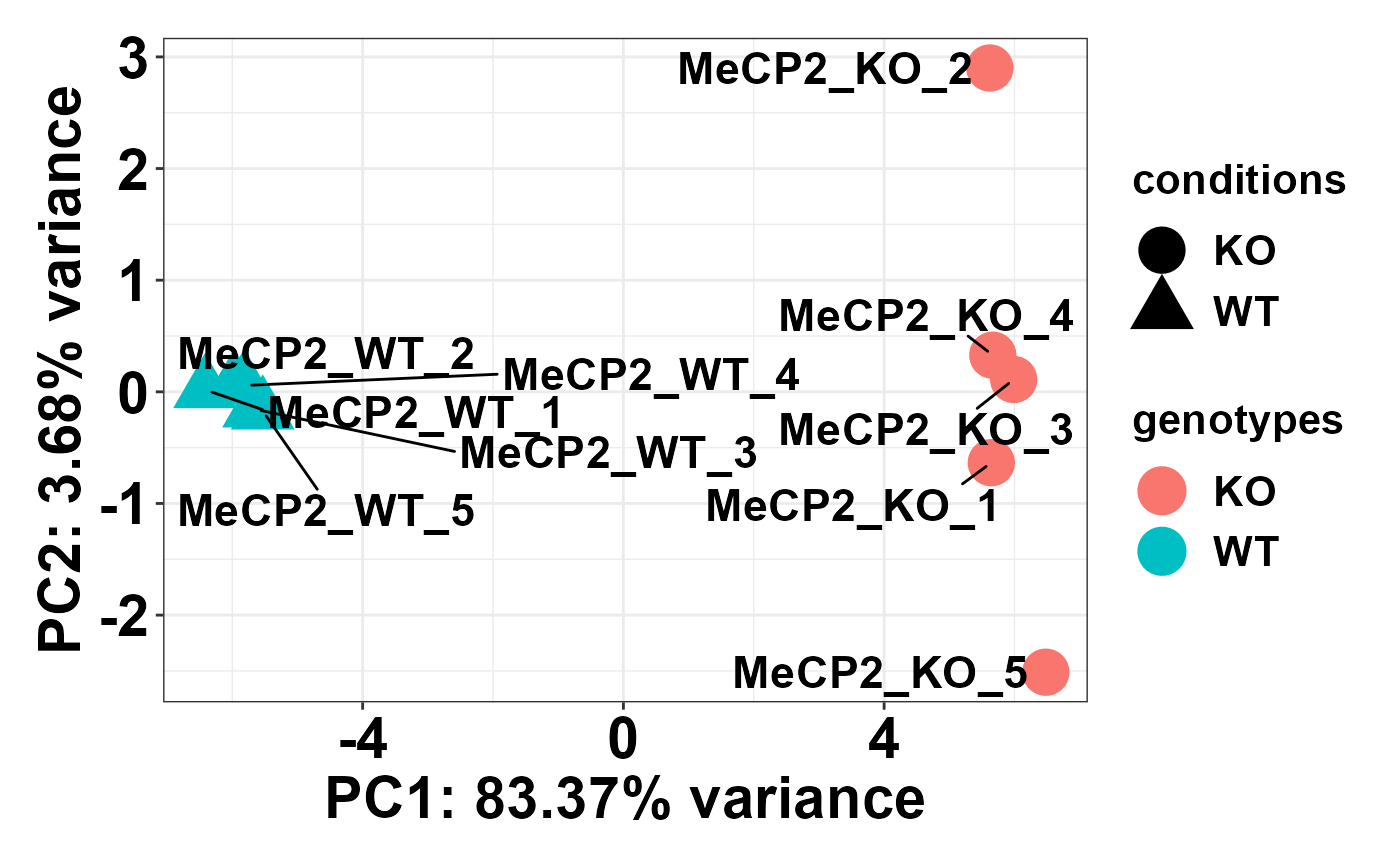 PC2: 3.68% variance
3
2
1
0
-1
-2
MeCP2_KO_2
MeCP2_KO_4
MeCP2_WT_2
MeCP2_WT_4
MeCP2_WT_1
MeCP2_KO_3
MeCP2_WT_3
MeCP2_KO_1
MeCP2_WT_5
MeCP2_KO_5
-4
0
4
PC1: 83.37% variance
conditions
KO
WT
genotypes
KO
WT